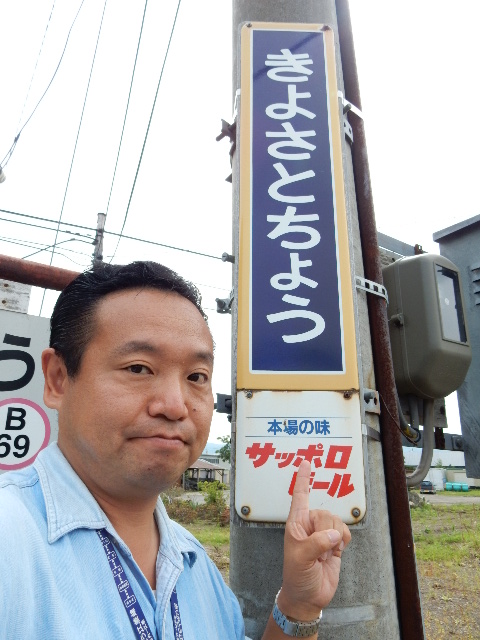 きよさとちょう
本場の味
サッポロ
ビール
う
B
69